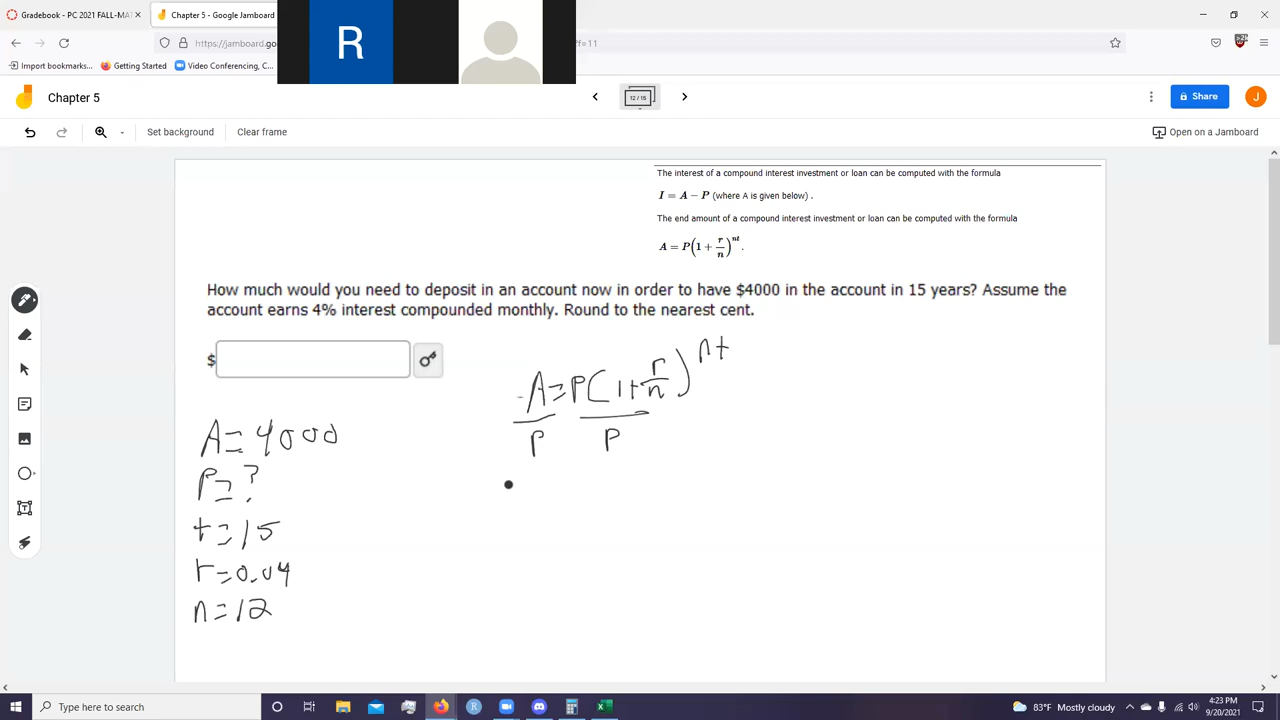 Gradebook - PC 2021 FALL-MAT
Chapter 5 - Google Jamboard
https://jamboard.go
f=11
Import bookmarks...
Getting Started
Video Conferencing, C...
R
Chapter 5
12 / 15
Share
J
Set background
Clear frame
Open on a Jamboard
The interest of a compound interest investment or loan can be computed with the formula
I = A − P (where A is given below) .
The end amount of a compound interest investment or loan can be computed with the formula
A = P(1 + r/n)^nt.
How much would you need to deposit in an account now in order to have $4000 in the account in 15 years? Assume the
account earns 4% interest compounded monthly. Round to the nearest cent.
$
A=P(1+r/n)^nt
P P
A=4000
P=?
t=15
r=0.04
n=12
Type here to search
83°F Mostly cloudy
4:23 PM
9/20/2021